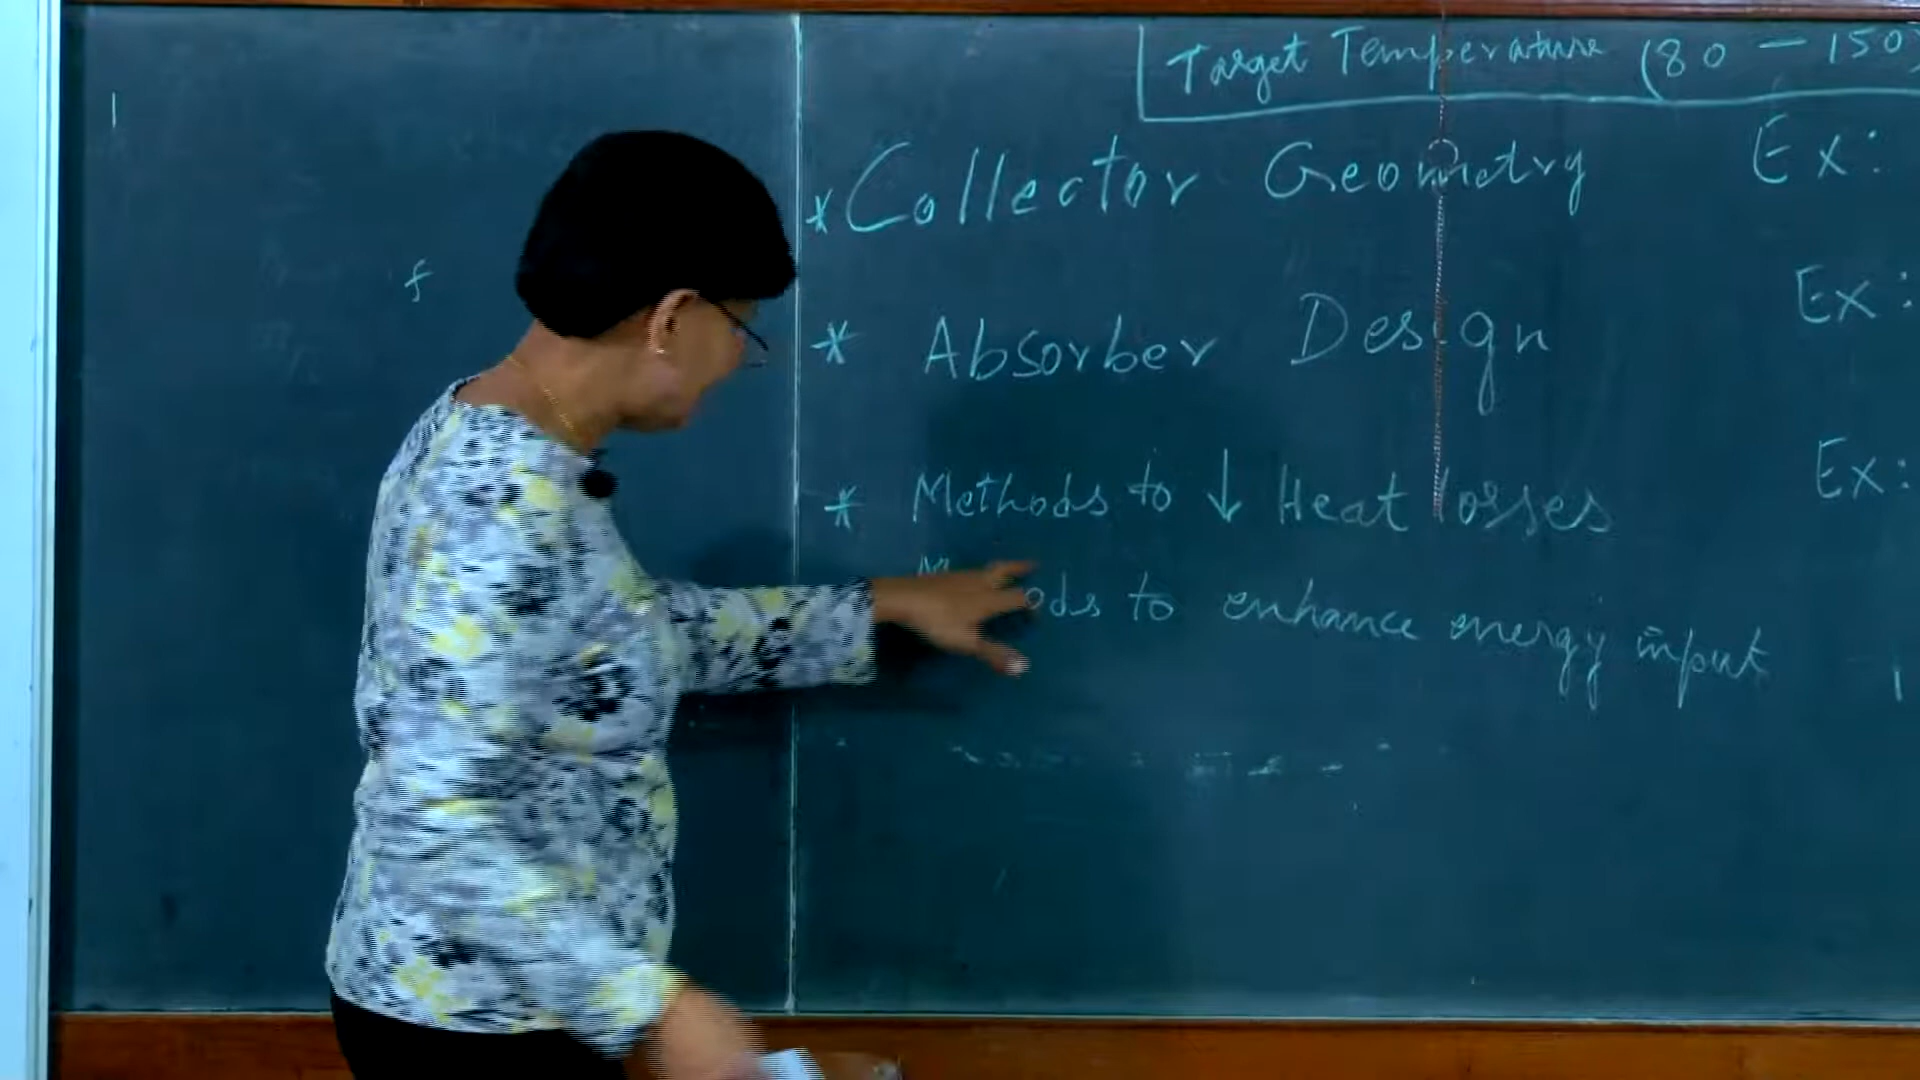 Target Temperature (80 - 150
* Collector Geometry Ex:
* Absorber Design Ex:
* Methods to ↓ Heat losses Ex:
to enhance energy input